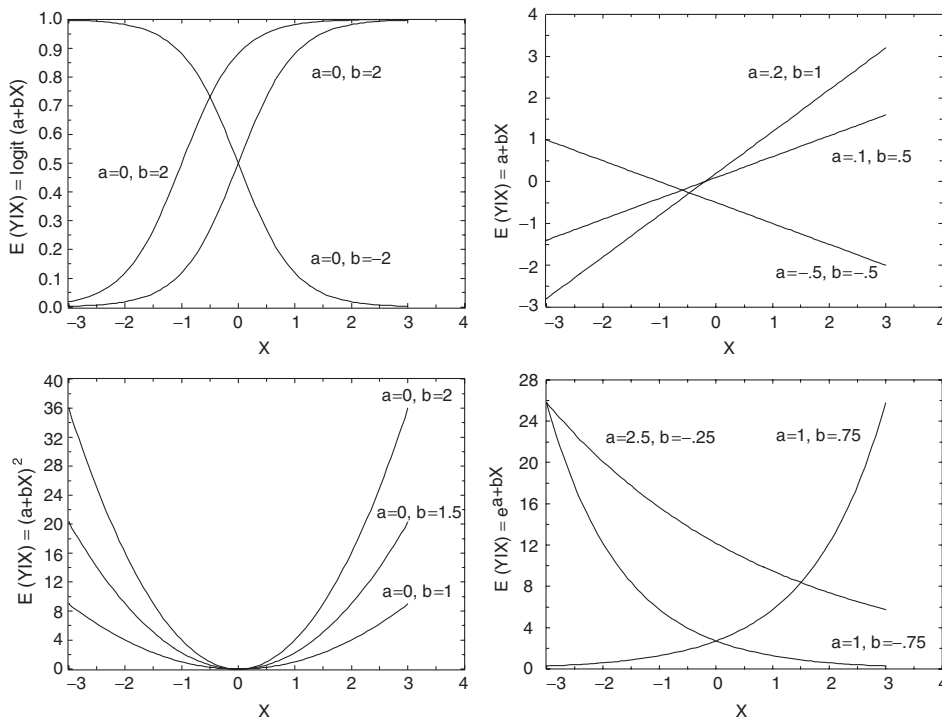 E (Y|X) = logit (a+bX)
1.0
0.9
0.8
0.7
0.6
0.5
0.4
0.3
0.2
0.1
0.0
a=0, b=2
a=0, b=2
a=0, b=−2
−3 −2 −1 0 1 2 3 4
X
E (Y|X) = a+bX
4
3
2
1
0
−1
−2
−3
a=.2, b=1
a=.1, b=.5
a=−.5, b=−.5
−3 −2 −1 0 1 2 3 4
X
E (Y|X) = (a+bX)²
40
36
32
28
24
20
16
12
8
4
0
a=0, b=2
a=0, b=1.5
a=0, b=1
−3 −2 −1 0 1 2 3 4
X
E (Y|X) = eᵃ⁺ᵇˣ
28
24
20
16
12
8
4
0
a=2.5, b=−.25
a=1, b=.75
a=1, b=−.75
−3 −2 −1 0 1 2 3 4
X